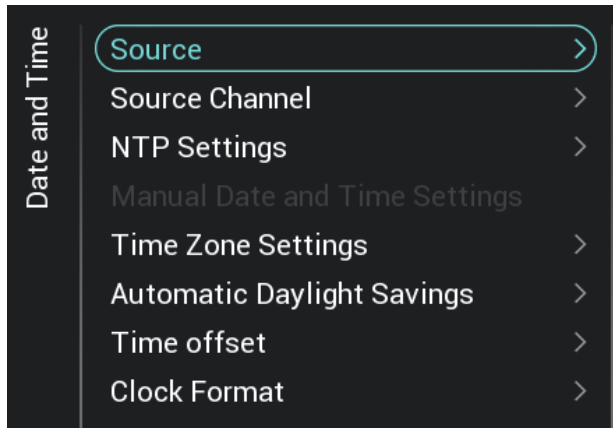 Date and Time
Source
Source Channel
NTP Settings
Manual Date and Time Settings
Time Zone Settings
Automatic Daylight Savings
Time offset
Clock Format